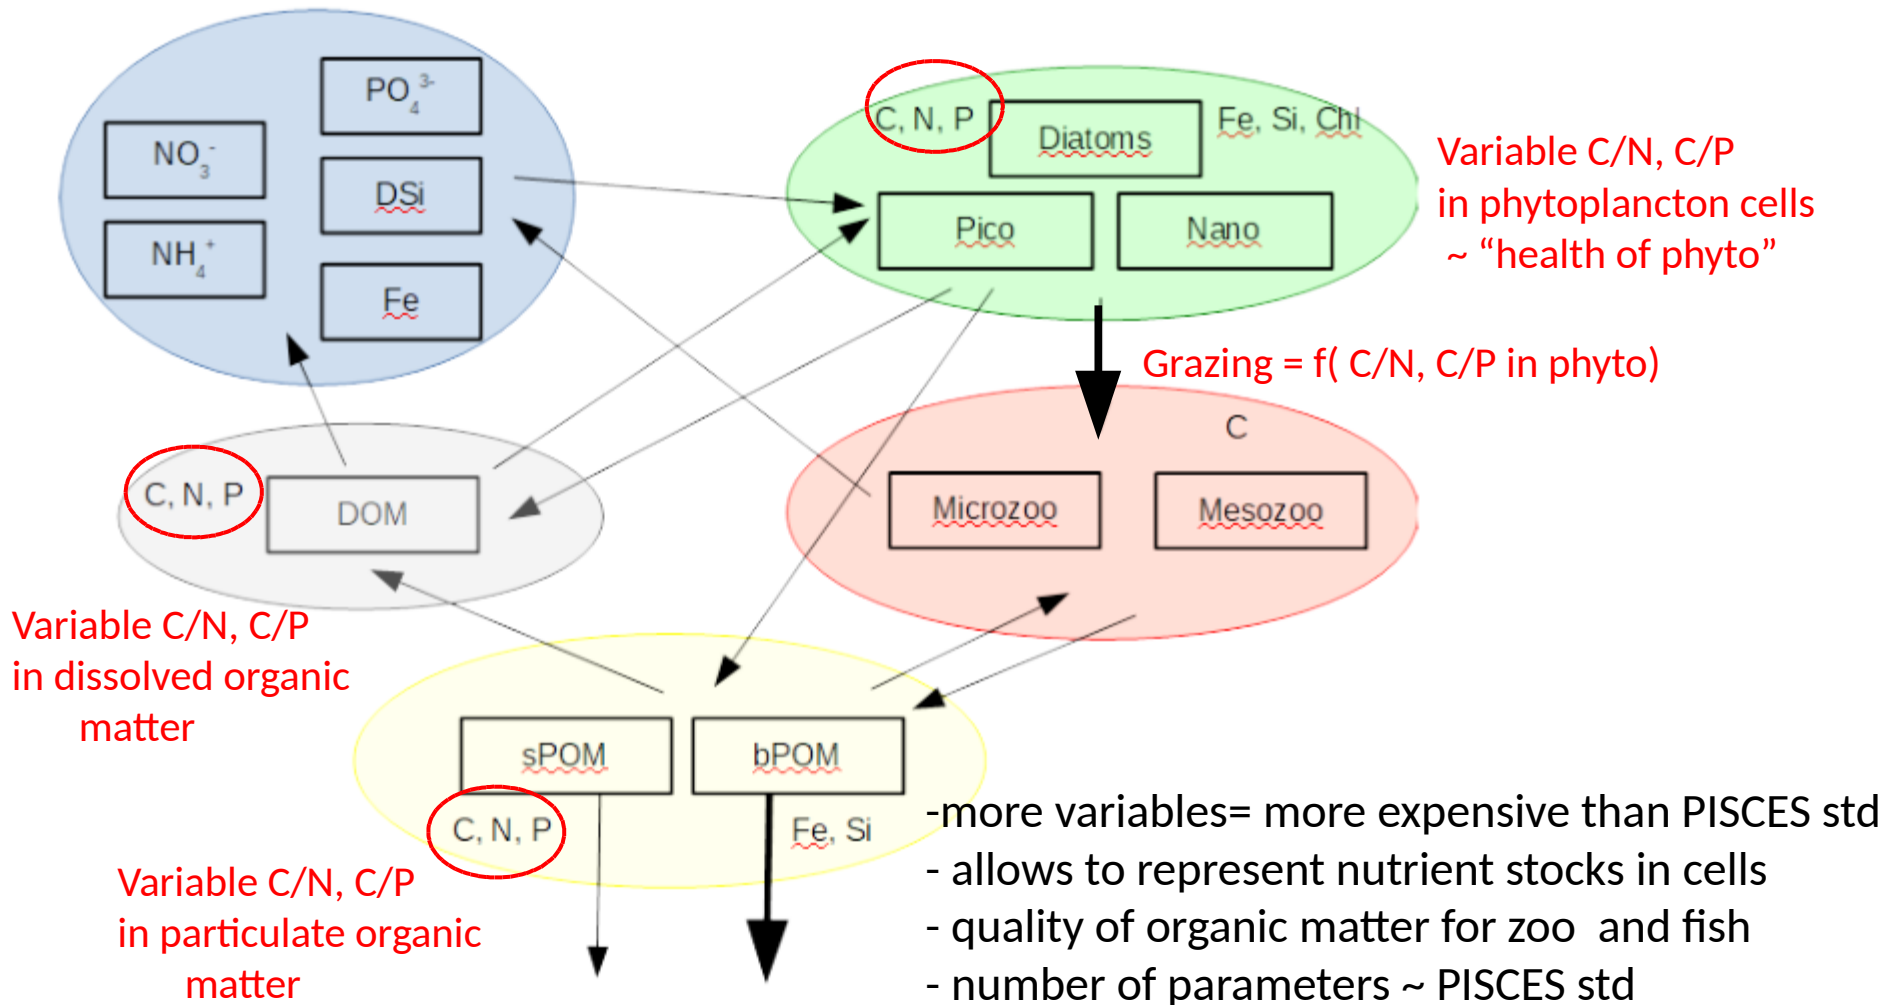 PO₄³⁻
NO₃⁻
DSi
NH₄⁺
Fe
C, N, P
Diatoms
Fe, Si, Chl
Pico
Nano
Variable C/N, C/P
in phytoplancton cells
~ “health of phyto”
Grazing = f( C/N, C/P in phyto)
C
Microzoo
Mesozoo
C, N, P
DOM
Variable C/N, C/P
in dissolved organic
matter
sPOM
bPOM
C, N, P
Fe, Si
Variable C/N, C/P
in particulate organic
matter
-more variables= more expensive than PISCES std
- allows to represent nutrient stocks in cells
- quality of organic matter for zoo  and fish
- number of parameters ~ PISCES std